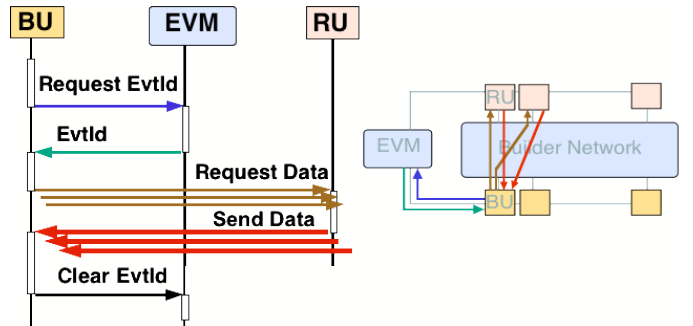 BU EVM RU
Request EvtId
EvtId
Request Data
Send Data
Clear EvtId
RU
EVM
Builder Network
BU